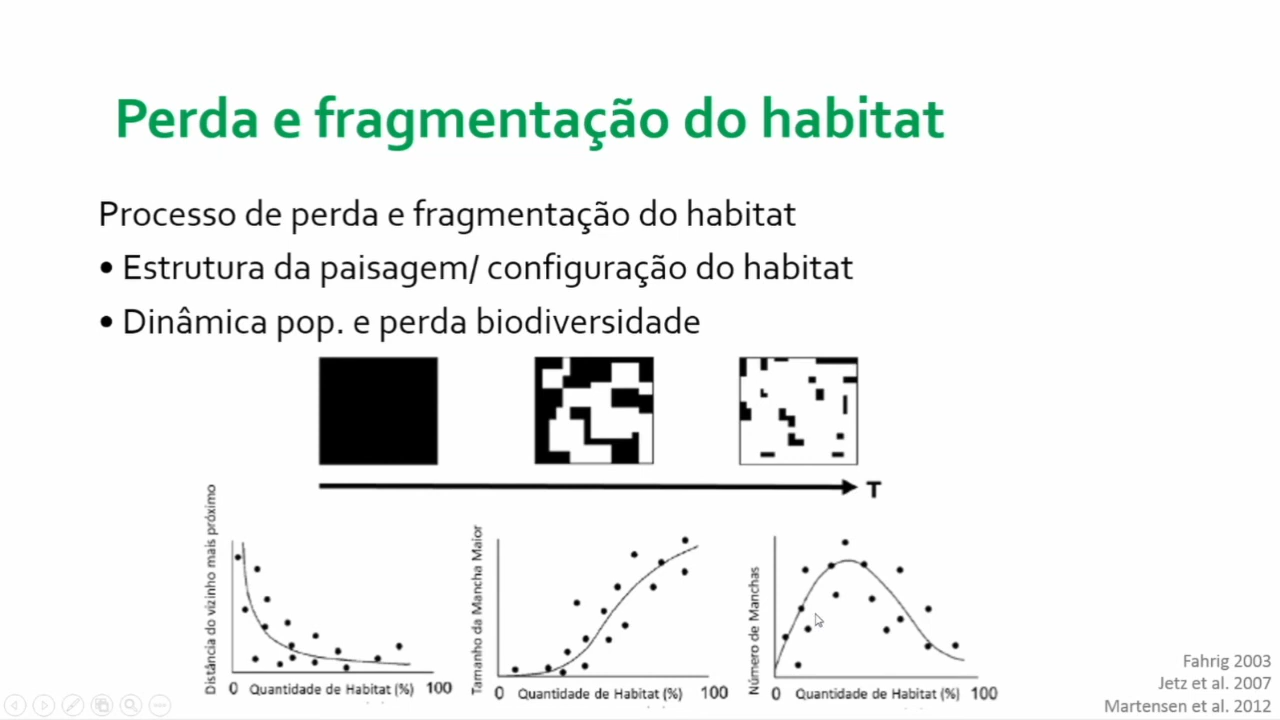 Perda e fragmentação do habitat
Processo de perda e fragmentação do habitat
• Estrutura da paisagem/ configuração do habitat
• Dinâmica pop. e perda biodiversidade
T
Distância do vizinho mais próximo
0 Quantidade de Habitat (%) 100
Tamanho da Mancha Maior
0 Quantidade de Habitat (%) 100
Número de Manchas
0 Quantidade de Habitat (%) 100
Fahrig 2003
Jetz et al. 2007
Martensen et al. 2012